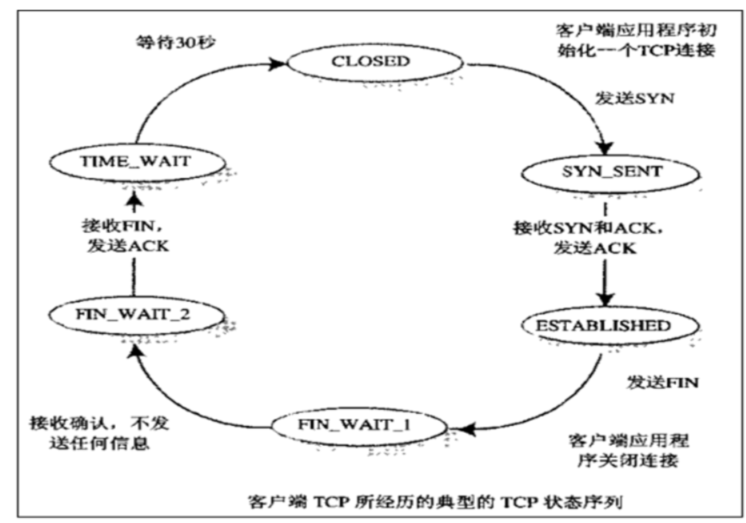 等待30秒
CLOSED
客户端应用程序初
始化一个TCP连接
发送SYN
TIME_WAIT
SYN_SENT
接收FIN,
发送ACK
接收SYN和ACK,
发送ACK
FIN_WAIT_2
ESTABLISHED
发送FIN
接收确认，不发
送任何信息
FIN_WAIT_1
客户端应用程
序关闭连接
客户端 TCP 所经历的典型的 TCP 状态序列